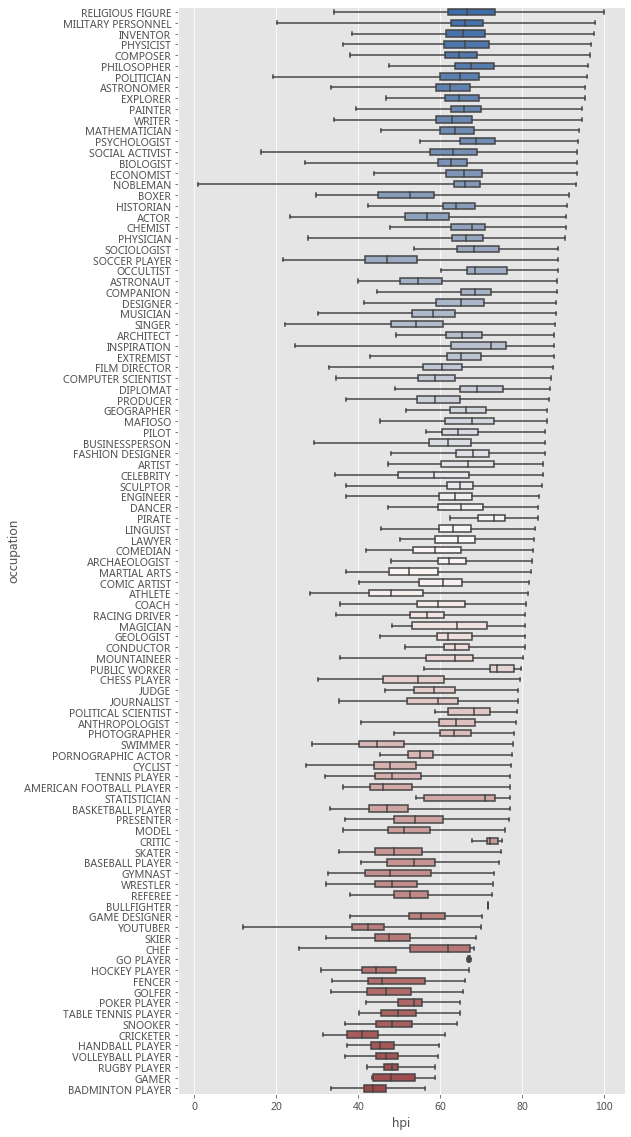 RELIGIOUS FIGURE
MILITARY PERSONNEL
INVENTOR
PHYSICIST
COMPOSER
PHILOSOPHER
POLITICIAN
ASTRONOMER
EXPLORER
PAINTER
WRITER
MATHEMATICIAN
PSYCHOLOGIST
SOCIAL ACTIVIST
BIOLOGIST
ECONOMIST
NOBLEMAN
BOXER
HISTORIAN
ACTOR
CHEMIST
PHYSICIAN
SOCIOLOGIST
SOCCER PLAYER
OCCULTIST
ASTRONAUT
COMPANION
DESIGNER
MUSICIAN
SINGER
ARCHITECT
INSPIRATION
EXTREMIST
FILM DIRECTOR
COMPUTER SCIENTIST
DIPLOMAT
PRODUCER
GEOGRAPHER
MAFIOSO
PILOT
BUSINESSPERSON
FASHION DESIGNER
ARTIST
CELEBRITY
SCULPTOR
ENGINEER
DANCER
PIRATE
LINGUIST
LAWYER
COMEDIAN
ARCHAEOLOGIST
MARTIAL ARTS
COMIC ARTIST
ATHLETE
COACH
RACING DRIVER
MAGICIAN
GEOLOGIST
CONDUCTOR
MOUNTAINEER
PUBLIC WORKER
CHESS PLAYER
JUDGE
JOURNALIST
POLITICAL SCIENTIST
ANTHROPOLOGIST
PHOTOGRAPHER
SWIMMER
PORNOGRAPHIC ACTOR
CYCLIST
TENNIS PLAYER
AMERICAN FOOTBALL PLAYER
STATISTICIAN
BASKETBALL PLAYER
PRESENTER
MODEL
CRITIC
SKATER
BASEBALL PLAYER
GYMNAST
WRESTLER
REFEREE
BULLFIGHTER
GAME DESIGNER
YOUTUBER
SKIER
CHEF
GO PLAYER
HOCKEY PLAYER
FENCER
GOLFER
POKER PLAYER
TABLE TENNIS PLAYER
SNOOKER
CRICKETER
HANDBALL PLAYER
VOLLEYBALL PLAYER
RUGBY PLAYER
GAMER
BADMINTON PLAYER
occupation
0 20 40 60 80 100
hpi